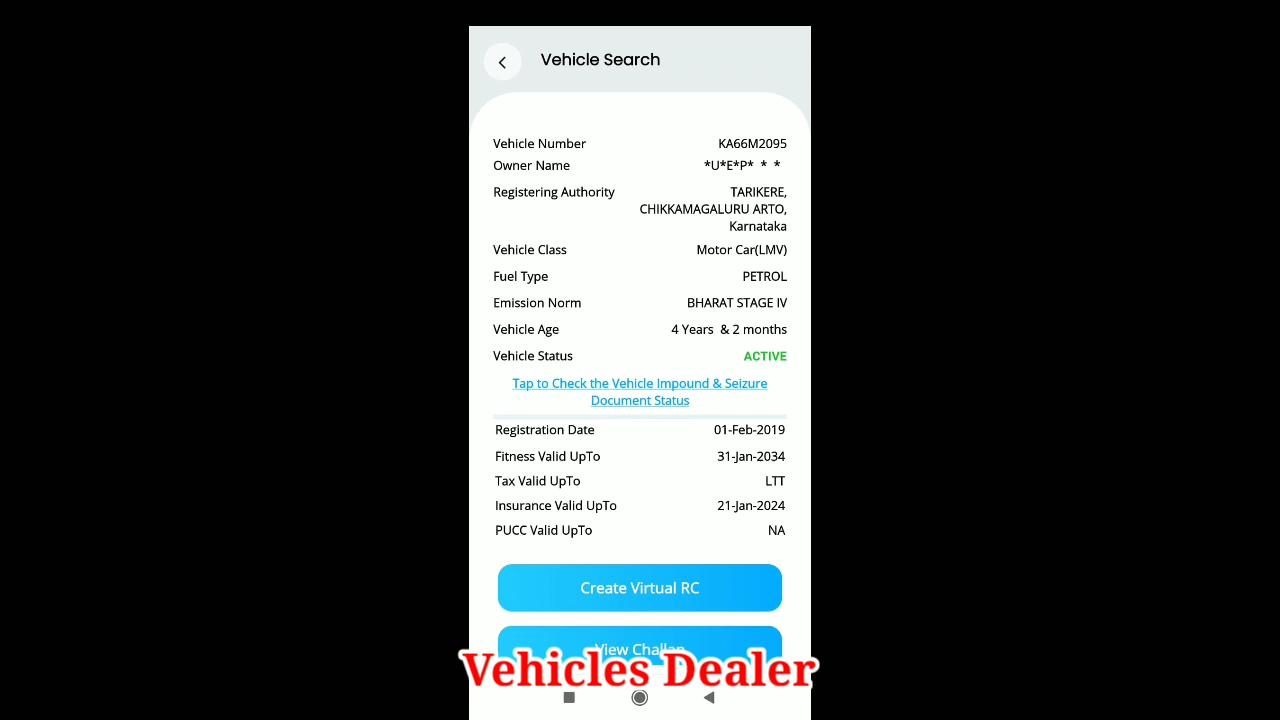 Vehicle Search
Vehicle Number KA66M2095
Owner Name *U*E*P* * *
Registering Authority TARIKERE,
CHIKKAMAGALURU ARTO,
Karnataka
Vehicle Class Motor Car(LMV)
Fuel Type PETROL
Emission Norm BHARAT STAGE IV
Vehicle Age 4 Years & 2 months
Vehicle Status ACTIVE
Tap to Check the Vehicle Impound & Seizure
Document Status
Registration Date 01-Feb-2019
Fitness Valid UpTo 31-Jan-2034
Tax Valid UpTo LTT
Insurance Valid UpTo 21-Jan-2024
PUCC Valid UpTo NA
Create Virtual RC
View Challan
Vehicles Dealer